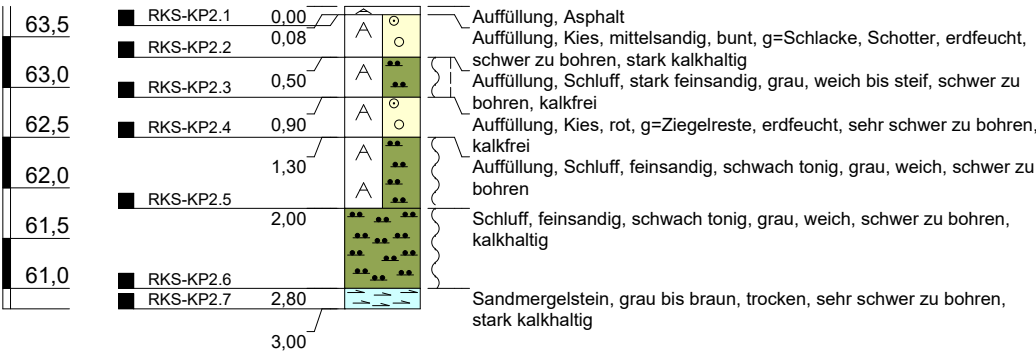 63,5
63,0
62,5
62,0
61,5
61,0
RKS-KP2.1
RKS-KP2.2
RKS-KP2.3
RKS-KP2.4
RKS-KP2.5
RKS-KP2.6
RKS-KP2.7
0,00
0,08
0,50
0,90
1,30
2,00
2,80
3,00
Auffüllung, Asphalt
Auffüllung, Kies, mittelsandig, bunt, g=Schlacke, Schotter, erdfeucht,
schwer zu bohren, stark kalkhaltig
Auffüllung, Schluff, stark feinsandig, grau, weich bis steif, schwer zu
bohren, kalkfrei
Auffüllung, Kies, rot, g=Ziegelreste, erdfeucht, sehr schwer zu bohren,
kalkfrei
Auffüllung, Schluff, feinsandig, schwach tonig, grau, weich, schwer zu
bohren
Schluff, feinsandig, schwach tonig, grau, weich, schwer zu bohren,
kalkhaltig
Sandmergelstein, grau bis braun, trocken, sehr schwer zu bohren,
stark kalkhaltig